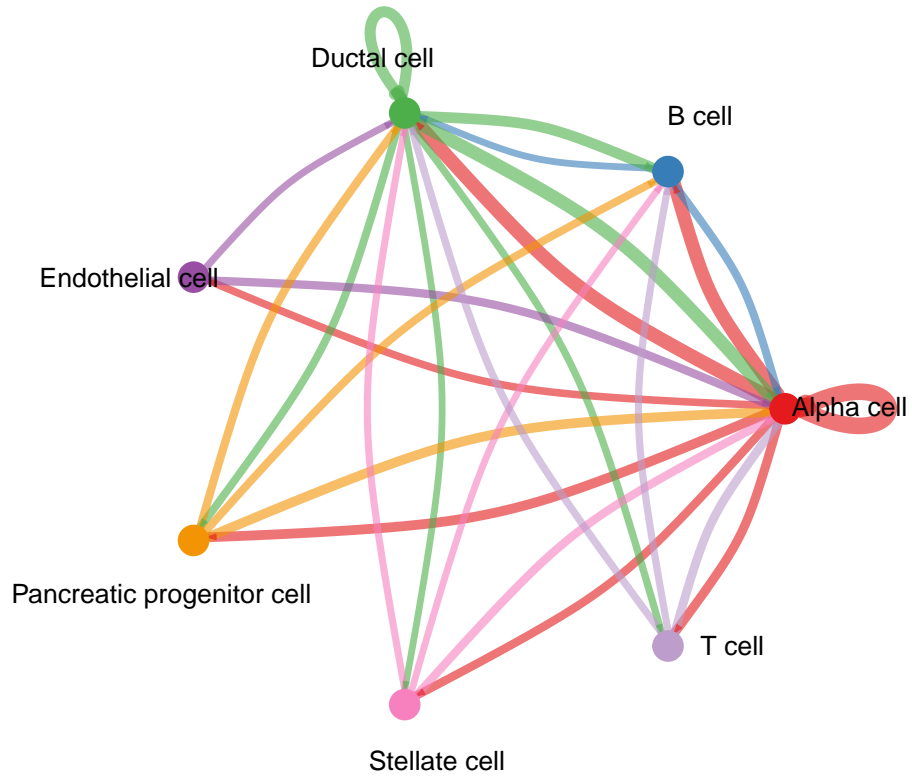 Ductal cell
B cell
Endothelial cell
Alpha cell
Pancreatic progenitor cell
T cell
Stellate cell